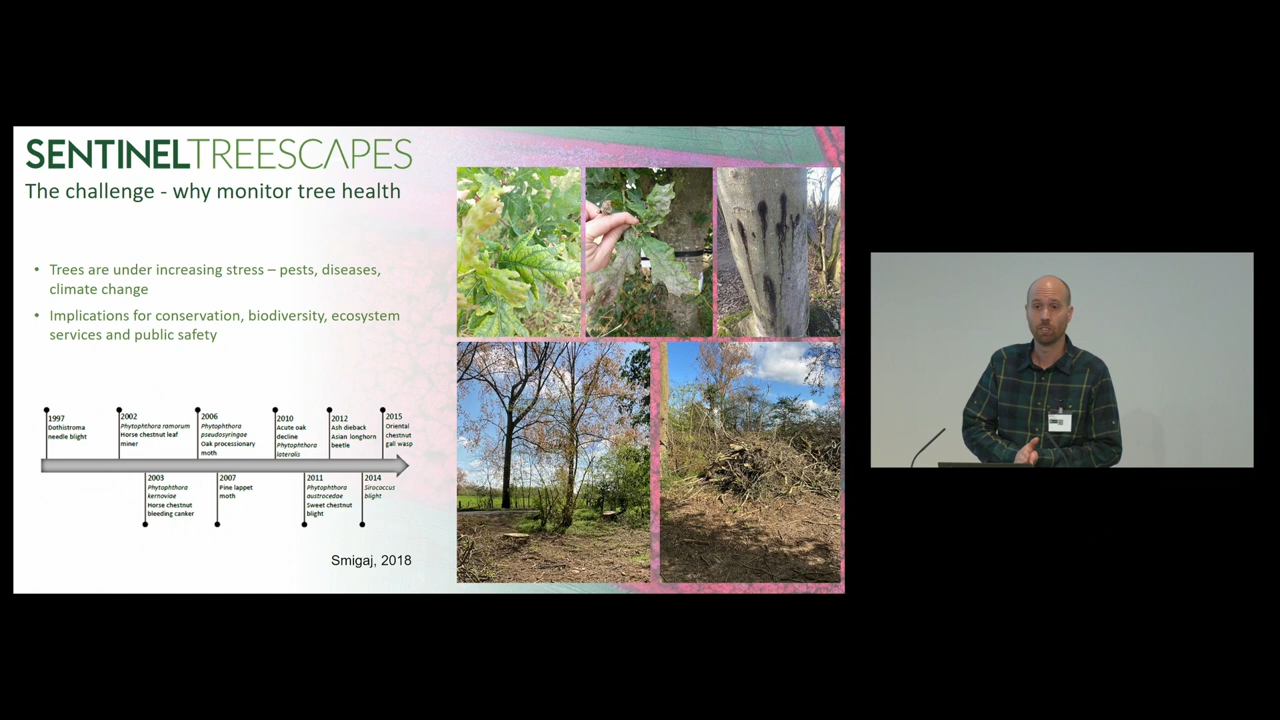 SENTINELTREESCAPES
The challenge - why monitor tree health
• Trees are under increasing stress – pests, diseases,
climate change
• Implications for conservation, biodiversity, ecosystem
services and public safety
1997
Dothistroma
needle blight
2002
Phytophthora ramorum
Horse chestnut leaf
miner
2006
Phytophthora
pseudosyringae
Oak processionary
moth
2010
Acute oak
decline
Phytophthora
lateralis
2012
Ash dieback
Asian longhorn
beetle
2015
Oriental
chestnut
gall wasp
2003
Phytophthora
kernoviae
Horse chestnut
bleeding canker
2007
Pine lappet
moth
2011
Phytophthora
austrocedae
Sweet chestnut
blight
2014
Sirococcus
blight
Smigaj, 2018